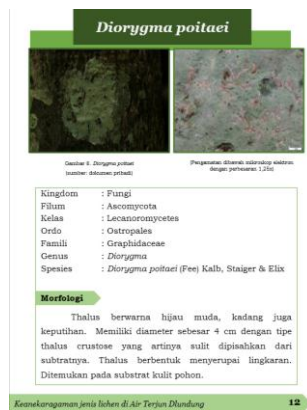 Diorygma poitaei
Gambar 8. Diorygma poitaei
(sumber: dokumen pribadi)
(Pengamatan dibawah mikroskop elektron
dengan perbesaran 1,25x)
Kingdom : Fungi
Filum : Ascomycota
Kelas : Lecanoromycetes
Ordo : Ostropales
Famili : Graphidaceae
Genus : Diorygma
Spesies : Diorygma poitaei (Fee) Kalb, Staiger & Elix
Morfologi
Thalus berwarna hijau muda, kadang juga
keputihan. Memiliki diameter sebesar 4 cm dengan tipe
thalus crustose yang artinya sulit dipisahkan dari
subtratnya. Thalus berbentuk menyerupai lingkaran.
Ditemukan pada substrat kulit pohon.
Keanekaragaman jenis lichen di Air Terjun Dlundung 12